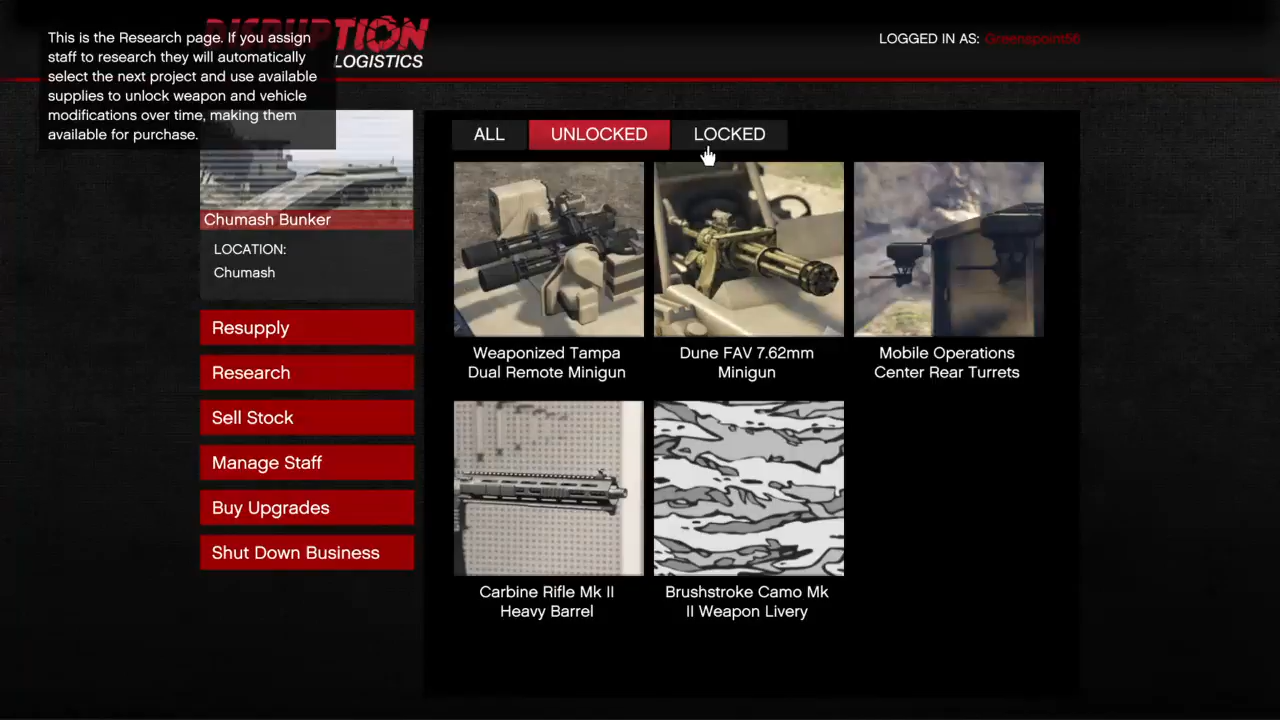 This is the Research page. If you assign
staff to research they will automatically
select the next project and use available
supplies to unlock weapon and vehicle
modifications over time, making them
available for purchase.
DISRUPTION
LOGISTICS
LOGGED IN AS: Greenspoint56
Chumash Bunker
LOCATION:
Chumash
Resupply
Research
Sell Stock
Manage Staff
Buy Upgrades
Shut Down Business
ALL
UNLOCKED
LOCKED
Weaponized Tampa
Dual Remote Minigun
Dune FAV 7.62mm
Minigun
Mobile Operations
Center Rear Turrets
Carbine Rifle Mk II
Heavy Barrel
Brushstroke Camo Mk
II Weapon Livery